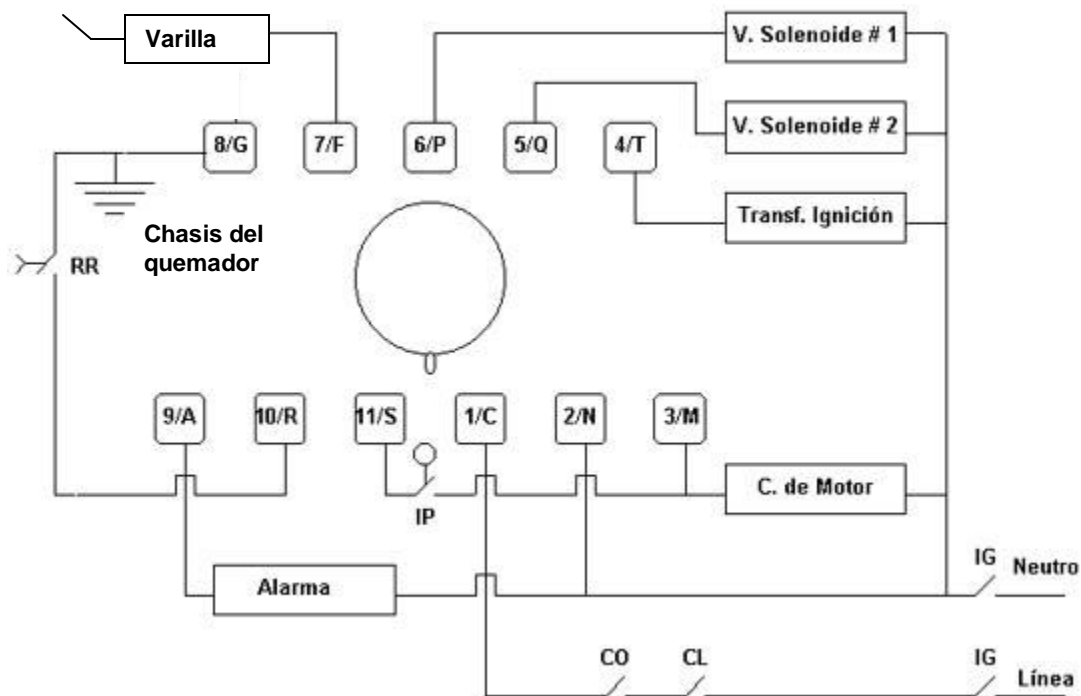 Varilla
V. Solenoide # 1
8/G
7/F
6/P
5/Q
4/T
V. Solenoide # 2
Transf. Ignición
Chasis del
quemador
RR
9/A
10/R
11/S
1/C
2/N
3/M
C. de Motor
IP
Alarma
IG
Neutro
CO
CL
IG
Línea